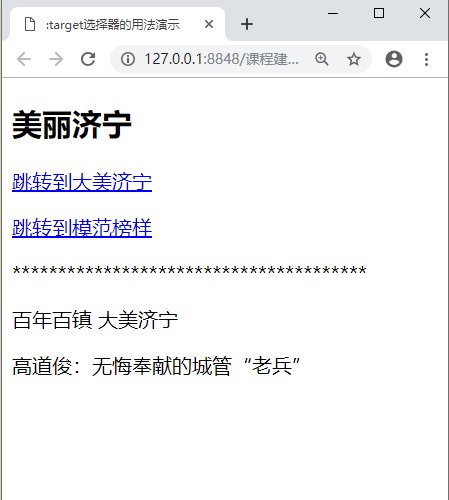 :target选择器的用法演示
127.0.0.1:8848/课程建...
美丽济宁
跳转到大美济宁
跳转到模范榜样
***************************************
百年百镇 大美济宁
高道俊：无悔奉献的城管“老兵”